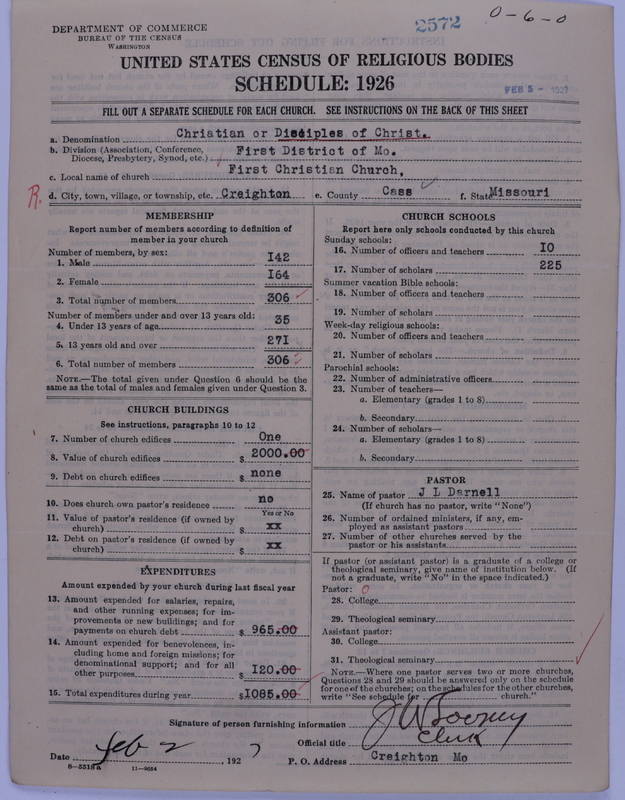 2572
0-6-0
DEPARTMENT OF COMMERCE
BUREAU OF THE CENSUS
WASHINGTON
UNITED STATES CENSUS OF RELIGIOUS BODIES
SCHEDULE: 1926
FEB 5 - 1927
FILL OUT A SEPARATE SCHEDULE FOR EACH CHURCH. SEE INSTRUCTIONS ON THE BACK OF THIS SHEET
a. Denomination Christian or Disciples of Christ.
b. Division (Association, Conference, Diocese, Presbytery, Synod, etc.) First District of Mo.
c. Local name of church First Christian Church,
R. d. City, town, village, or township, etc. Creighton e. County Cass f. State Missouri
MEMBERSHIP
Report number of members according to definition of
member in your church
Number of members, by sex:
1. Male 142
2. Female 164
3. Total number of members 306
Number of members under and over 13 years old:
4. Under 13 years of age 35
5. 13 years old and over 271
6. Total number of members 306
NOTE.—The total given under Question 6 should be the
same as the total of males and females given under Question 3.
CHURCH BUILDINGS
See instructions, paragraphs 10 to 12
7. Number of church edifices One
8. Value of church edifices $ 2000.00
9. Debt on church edifices $ none
10. Does church own pastor's residence no
Yes or No
11. Value of pastor's residence (if owned by
church) $ xx
12. Debt on pastor's residence (if owned by
church) $ xx
EXPENDITURES
Amount expended by your church during last fiscal year
13. Amount expended for salaries, repairs,
and other running expenses; for im-
provements or new buildings; and for
payments on church debt $ 965.00
14. Amount expended for benevolences, in-
cluding home and foreign missions; for
denominational support; and for all
other purposes $ 120.00
15. Total expenditures during year $ 1085.00
CHURCH SCHOOLS
Report here only schools conducted by this church
Sunday schools:
16. Number of officers and teachers 10
17. Number of scholars 225
Summer vacation Bible schools:
18. Number of officers and teachers
19. Number of scholars
Week-day religious schools:
20. Number of officers and teachers
21. Number of scholars
Parochial schools:
22. Number of administrative officers
23. Number of teachers—
a. Elementary (grades 1 to 8)
b. Secondary
24. Number of scholars—
a. Elementary (grades 1 to 8)
b. Secondary
PASTOR
25. Name of pastor J L Darnell
(If church has no pastor, write "None")
26. Number of ordained ministers, if any, em-
ployed as assistant pastors
27. Number of other churches served by the
pastor or his assistants
If pastor (or assistant pastor) is a graduate of a college or
theological seminary, give name of institution below. (If
not a graduate, write "No" in the space indicated.)
Pastor: 0
28. College
29. Theological seminary
Assistant pastor:
30. College
31. Theological seminary
NOTE.—Where one pastor serves two or more churches,
Questions 28 and 29 should be answered only on the schedule
for one of the churches; on the schedules for the other churches,
write "See schedule for church."
Signature of person furnishing information
Official title Clerk
Date Feb 2, 1927
P. O. Address Creighton Mo
8-5518a 11-9034